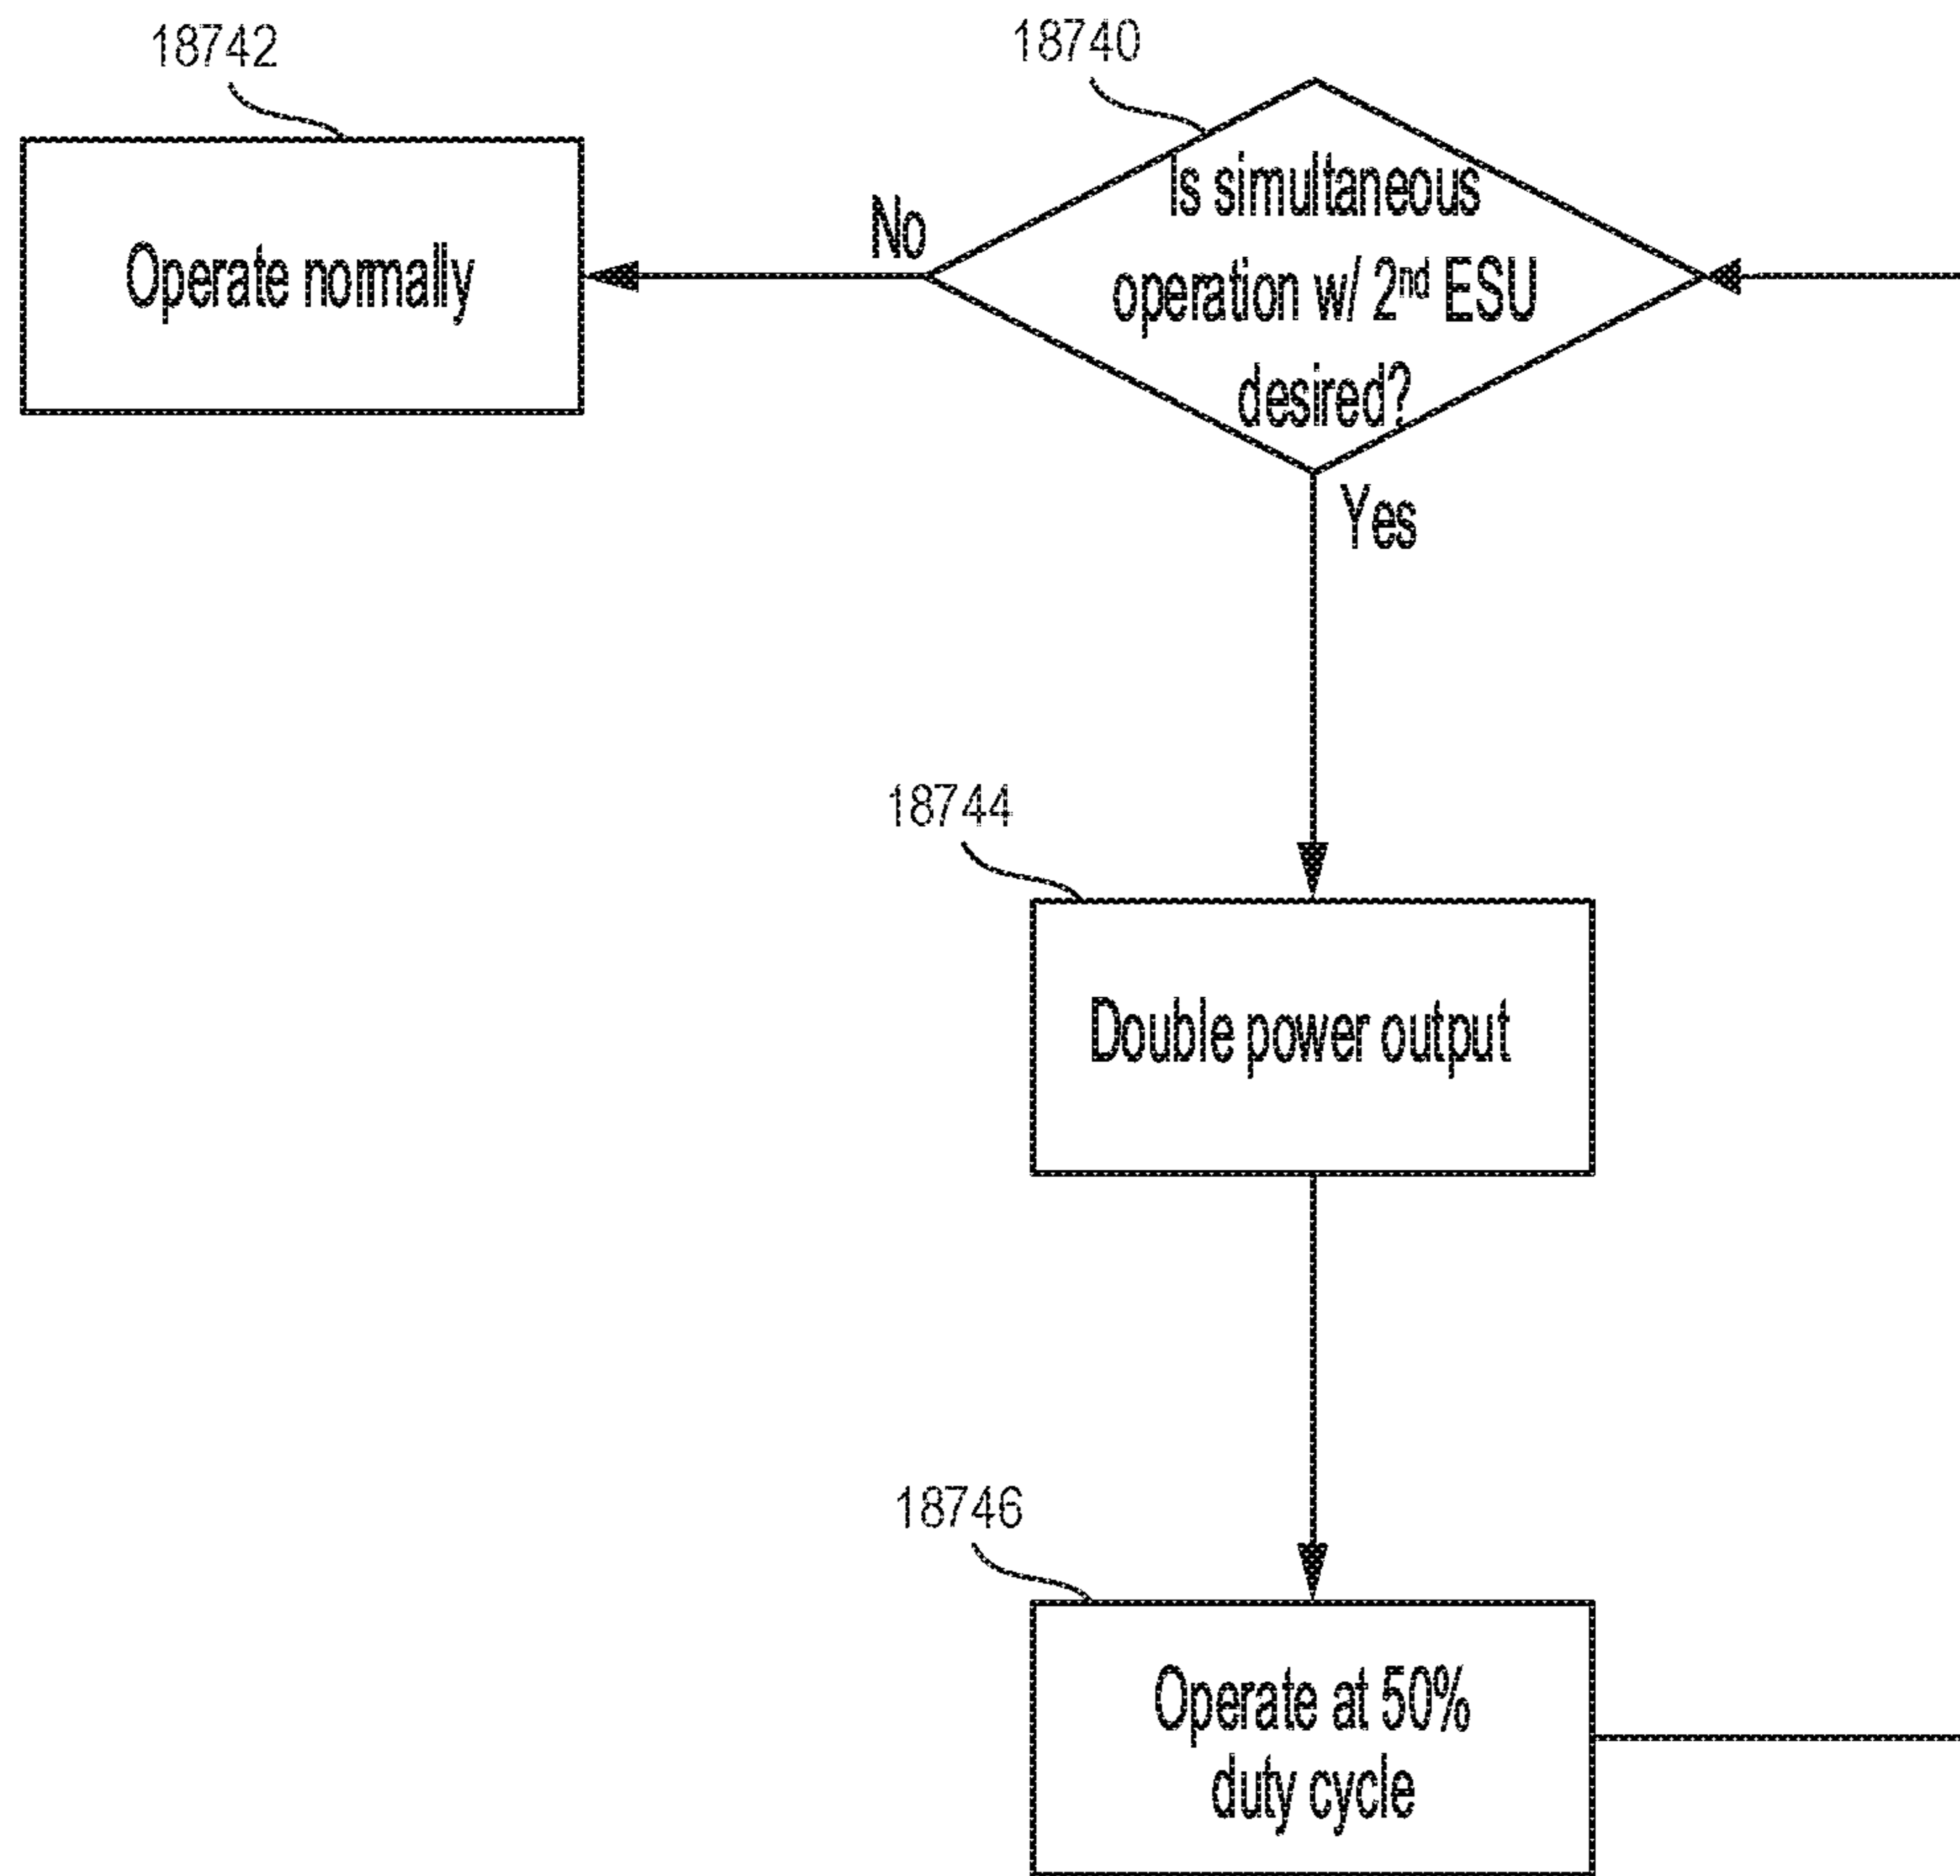 18742
18740
Operate normally
No
Is simultaneous
operation w/ 2nd ESU
desired?
Yes
18744
Double power output
18746
Operate at 50%
duty cycle